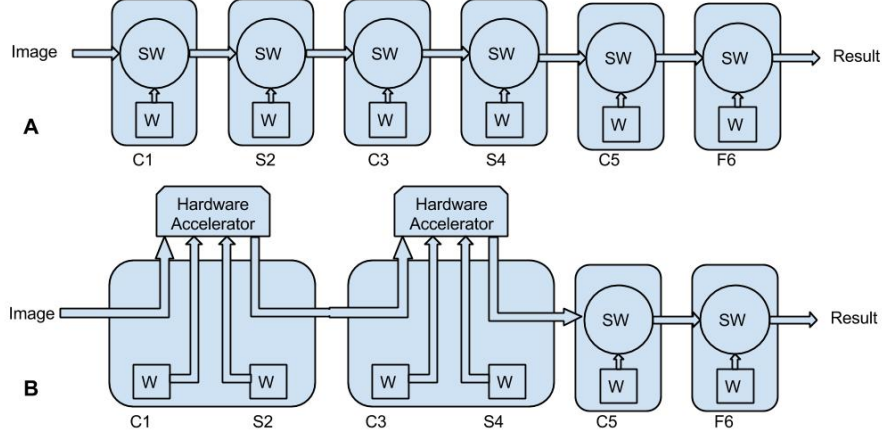 Image SW SW SW SW SW SW Result
W W W W W W
A
C1 S2 C3 S4 C5 F6
Hardware Accelerator
Hardware Accelerator
Image SW SW Result
W W W W W W
B
C1 S2 C3 S4 C5 F6